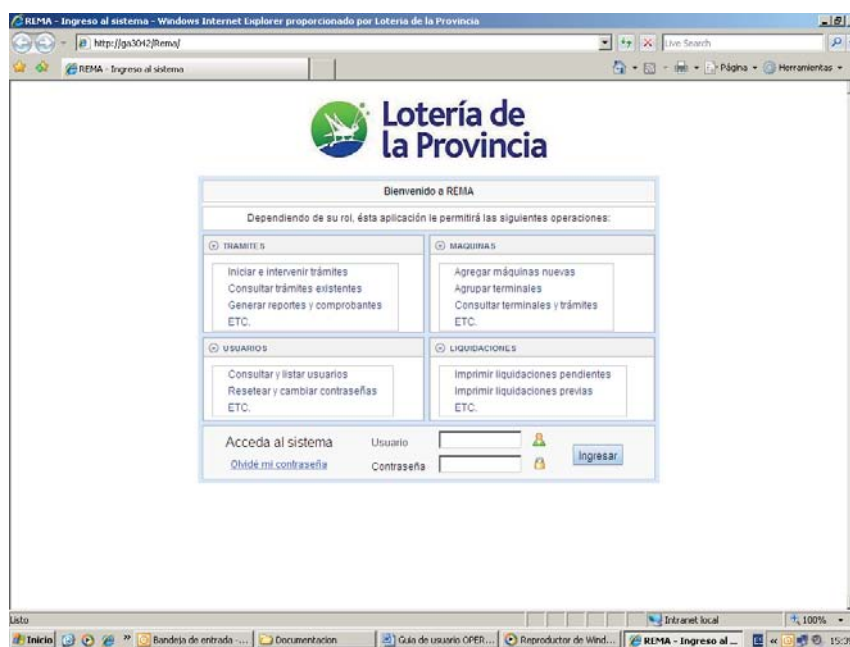 REMA - Ingreso al sistema - Windows Internet Explorer proporcionado por Loteria de la Provincia
http://ga3042/Rema/
Live Search
REMA - Ingreso al sistema
Página
Herramientas
Lotería de
la Provincia
Bienvenido a REMA
Dependiendo de su rol, ésta aplicación le permitirá las siguientes operaciones:
TRAMITES
Iniciar e intervenir trámites
Consultar trámites existentes
Generar reportes y comprobantes
ETC.
MAQUINAS
Agregar máquinas nuevas
Agrupar terminales
Consultar terminales y trámites
ETC.
USUARIOS
Consultar y listar usuarios
Resetear y cambiar contraseñas
ETC.
LIQUIDACIONES
Imprimir liquidaciones pendientes
Imprimir liquidaciones previas
ETC.
Acceda al sistema
Olvidé mi contraseña
Usuario
Contraseña
Ingresar
Listo
Intranet local
100%
Inicio
Bandeja de entrada -...
Documentacion
Guia de usuario OPER...
Reproductor de Wind...
REMA - Ingreso al ...